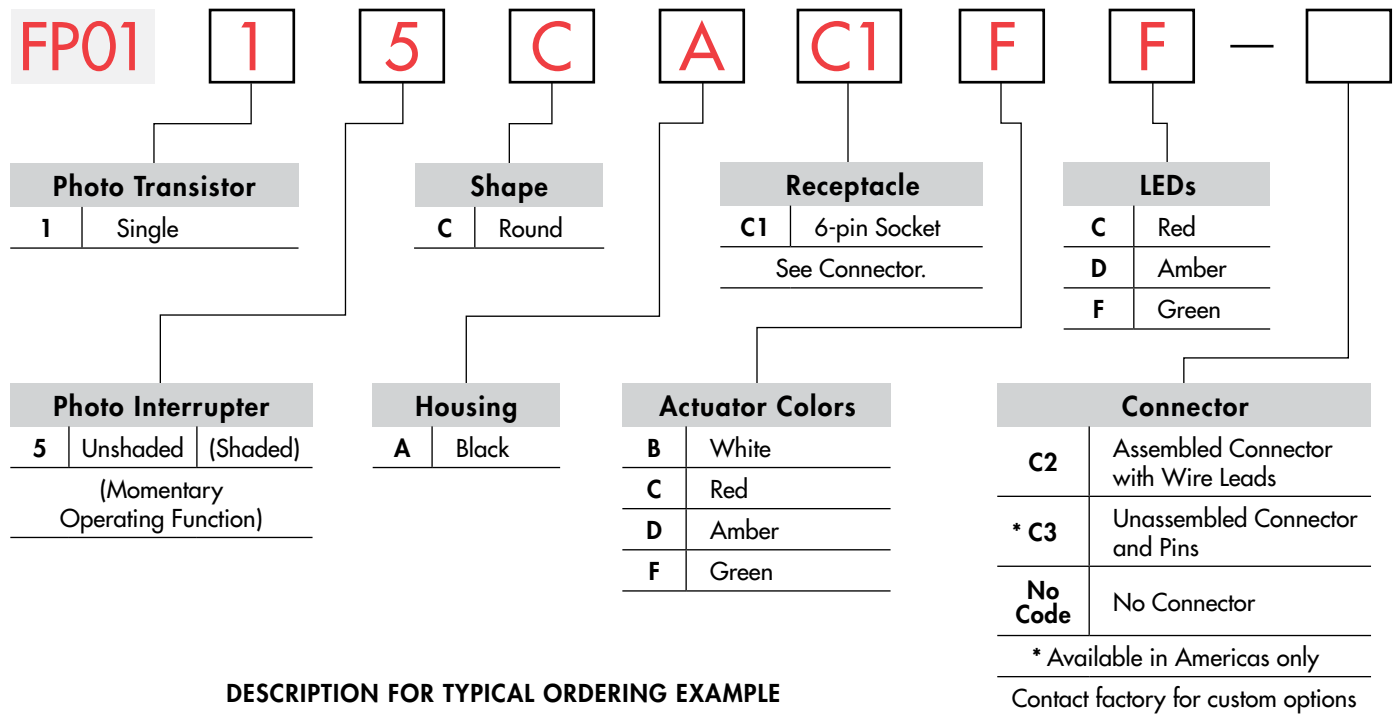 FP01 1 5 C A C1 F F —
Photo Transistor
1 Single
Shape
C Round
Receptacle
C1 6-pin Socket
See Connector.
LEDs
C Red
D Amber
F Green
Photo Interrupter
5 Unshaded (Shaded)
(Momentary
Operating Function)
Housing
A Black
Actuator Colors
B White
C Red
D Amber
F Green
Connector
C2 Assembled Connector
with Wire Leads
* C3 Unassembled Connector
and Pins
No
Code No Connector
* Available in Americas only
Contact factory for custom options
DESCRIPTION FOR TYPICAL ORDERING EXAMPLE